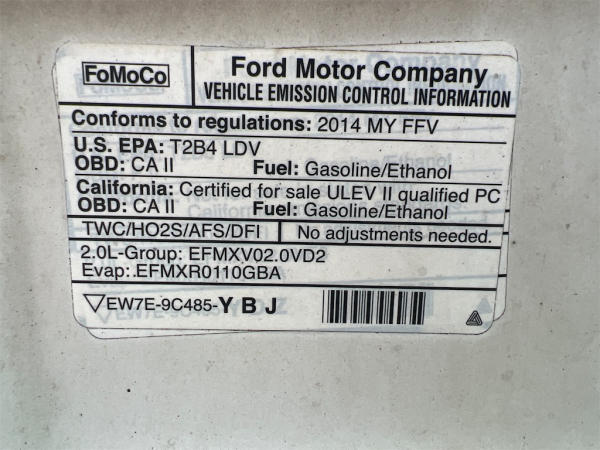 FoMoCo
Ford Motor Company
VEHICLE EMISSION CONTROL INFORMATION
Conforms to regulations: 2014 MY FFV
U.S. EPA: T2B4 LDV
OBD: CA II Fuel: Gasoline/Ethanol
California: Certified for sale ULEV II qualified PC
OBD: CA II Fuel: Gasoline/Ethanol
TWC/HO2S/AFS/DFI No adjustments needed.
2.0L-Group: EFMXV02.0VD2
Evap: EFMXR0110GBA
EW7E-9C485-Y B J